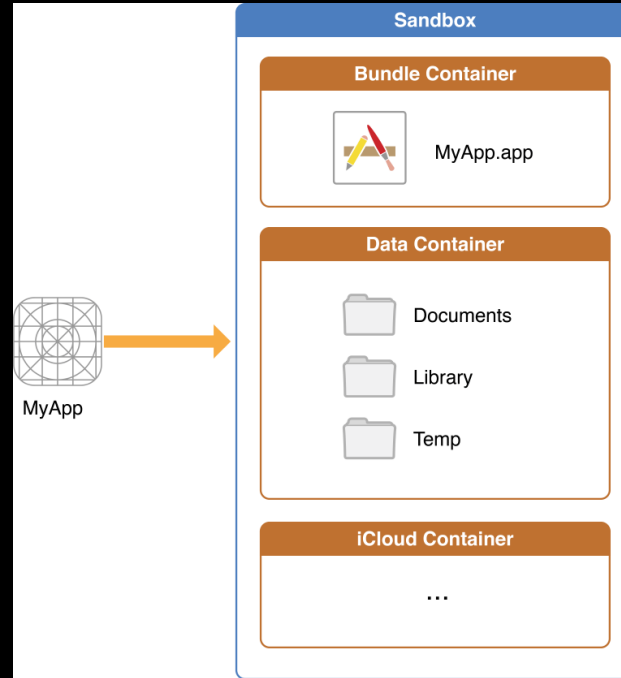 Sandbox
Bundle Container
MyApp.app
Data Container
Documents
Library
Temp
MyApp
iCloud Container
...